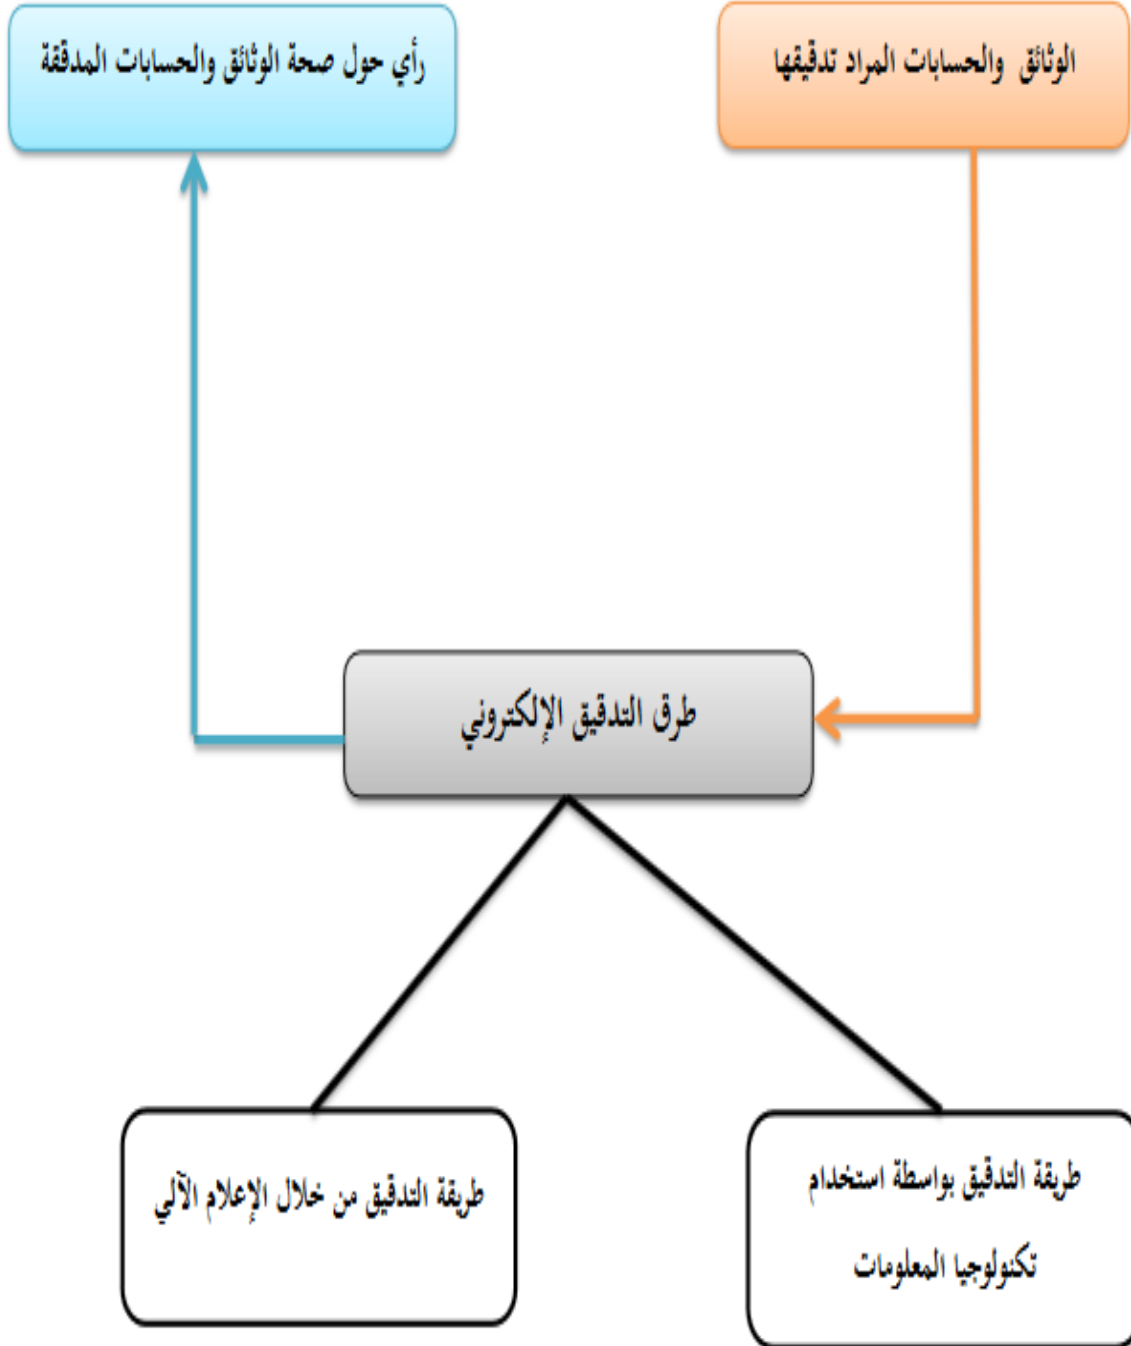 الوثائق والحسابات المراد تدقيقها
رأي حول صحة الوثائق والحسابات المدققة
طرق التدقيق الإلكتروني
طريقة التدقيق بواسطة استخدام
تكنولوجيا المعلومات
طريقة التدقيق من خلال الإعلام الآلي